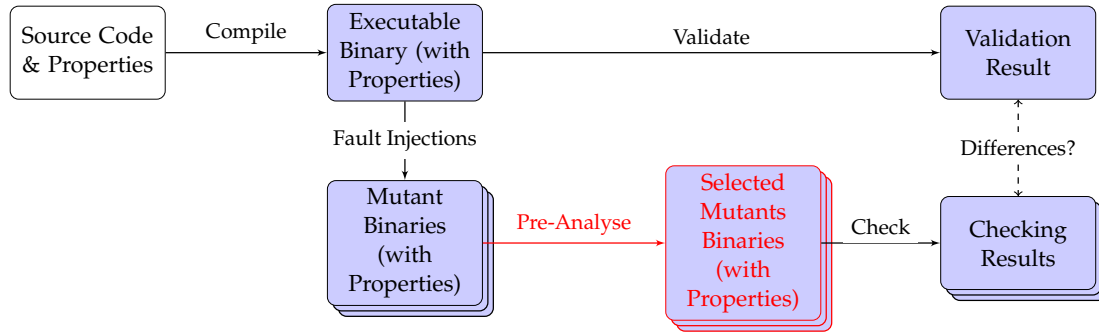 Source Code
& Properties
Compile
Executable
Binary (with
Properties)
Validate
Validation
Result
Fault Injections
Differences?
Mutant
Binaries
(with
Properties)
Pre-Analyse
Selected
Mutants
Binaries
(with
Properties)
Check
Checking
Results